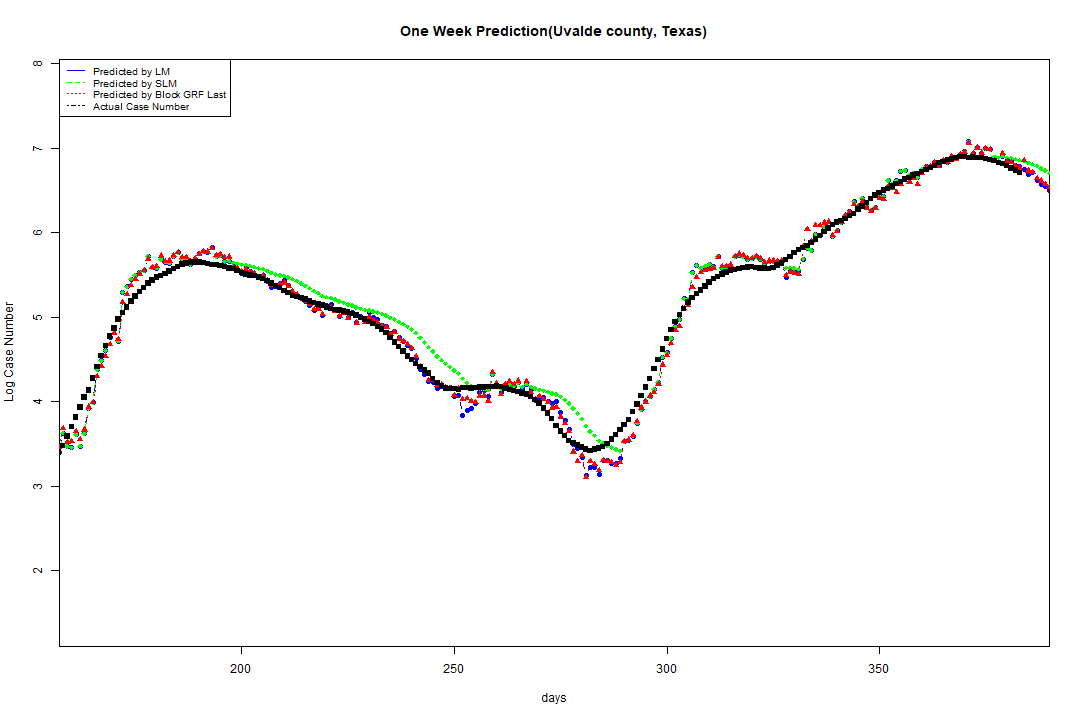 One Week Prediction(Uvalde county, Texas)
Predicted by LM
Predicted by SLM
Predicted by Block GRF Last
Actual Case Number
Log Case Number
8
7
6
5
4
3
2
200 250 300 350
days